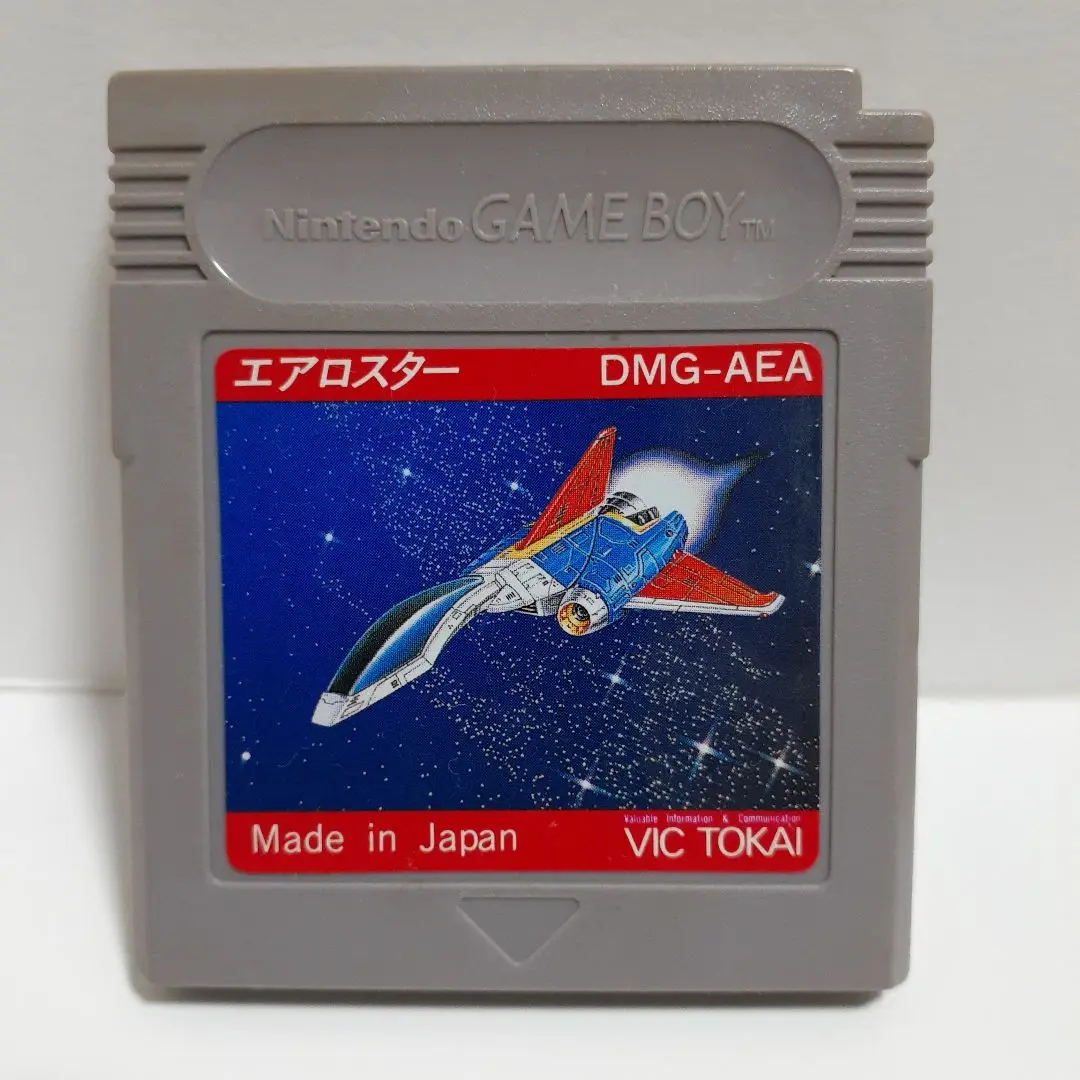 Nintendo GAME BOY™
エアロスター DMG-AEA
Made in Japan
Valuable Information & Communication
VIC TOKAI